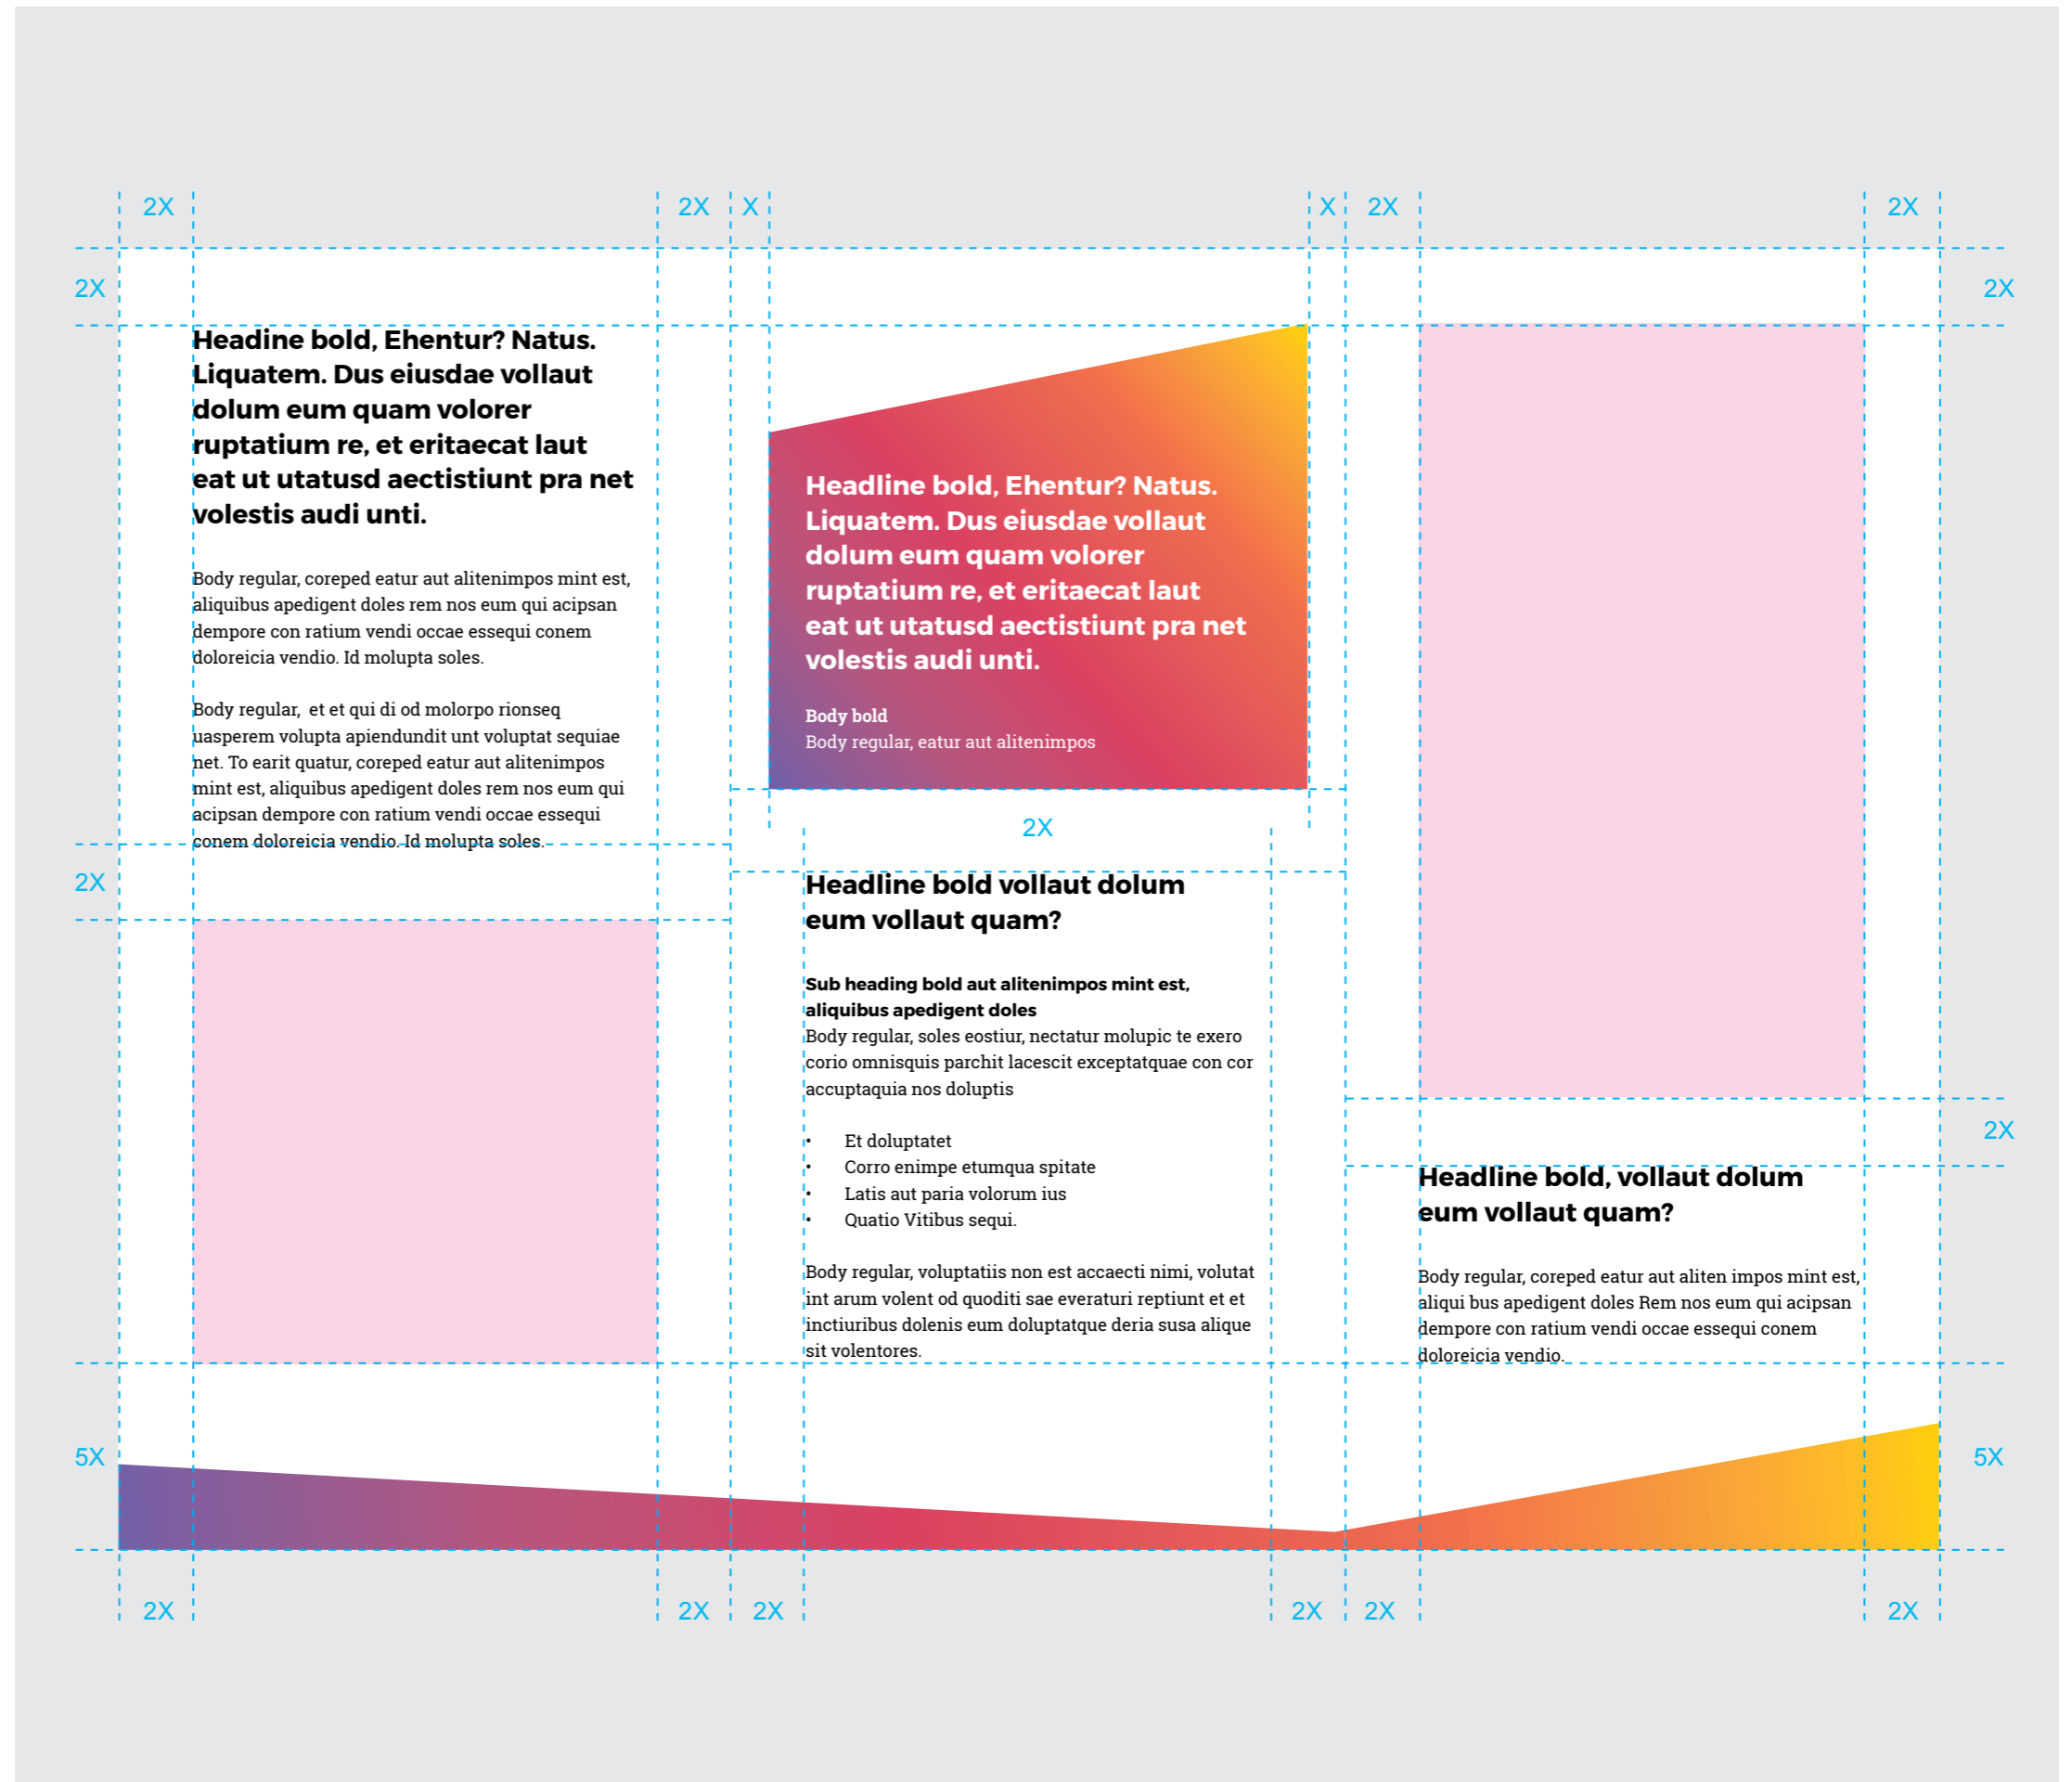 2X
2X
X
X
2X
2X
2X
2X
Headine bold, Ehentur? Natus.
Liquatem. Dus eiusdae vollaut
dolum eum quam volorer
ruptatium re, et eritaecat laut
eat ut utatusd aectistiunt pra net
volestis audi unti.
Body regular, coreped eatur aut alitenimpos mint est,
aliquibus apedigent doles rem nos eum qui acipsan
dempore con ratium vendi occae essequi conem
doloreicia vendio. Id molupta soles.
Body regular,  et et qui di od molorpo rionseq
uasperem volupta apiendundit unt voluptat sequiae
net. To earit quatur, coreped eatur aut alitenimpos
mint est, aliquibus apedigent doles rem nos eum qui
acipsan dempore con ratium vendi occae essequi
conem doloreicia vendio. Id molupta soles.
2X
Headline bold, Ehentur? Natus.
Liquatem. Dus eiusdae vollaut
dolum eum quam volorer
ruptatium re, et eritaecat laut
eat ut utatusd aectistiunt pra net
volestis audi unti.
Body bold
Body regular, eatur aut alitenimpos
2X
Headline bold vollaut dolum
eum vollaut quam?
Sub heading bold aut alitenimpos mint est,
aliquibus apedigent doles
Body regular, soles eostiur, nectatur molupic te exero
corio omnisquis parchit lacescit exceptatquae con cor
accuptaquia nos doluptis
• Et doluptatet
• Corro enimpe etumqua spitate
• Latis aut paria volorum ius
• Quatio Vitibus sequi.
Body regular, voluptatiis non est accaecti nimi, volutat
int arum volent od quoditi sae everaturi reptiunt et et
inctiuribus dolenis eum doluptatque deria susa alique
sit volentores.
2X
Headline bold, vollaut dolum
eum vollaut quam?
Body regular, coreped eatur aut aliten impos mint est,
aliqui bus apedigent doles Rem nos eum qui acipsan
dempore con ratium vendi occae essequi conem
doloreicia vendio.
5X
5X
2X
2X
2X
2X
2X
2X